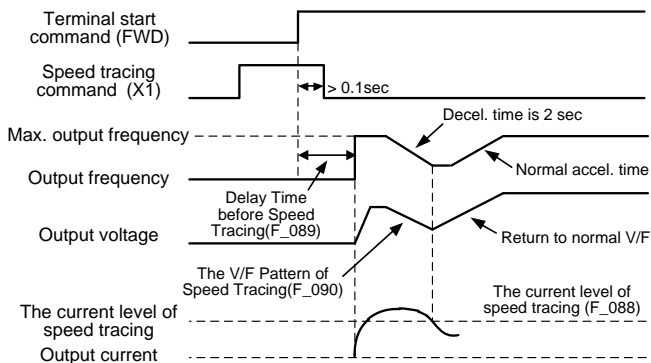 Terminal start
command (FWD)
Speed tracing
command (X1)
> 0.1sec
Decel. time is 2 sec
Max. output frequency
Normal accel. time
Output frequency
Delay Time
before Speed
Tracing(F_089)
Output voltage
Return to normal V/F
The V/F Pattern of
Speed Tracing(F_090)
The current level of
speed tracing
The current level of
speed tracing (F_088)
Output current